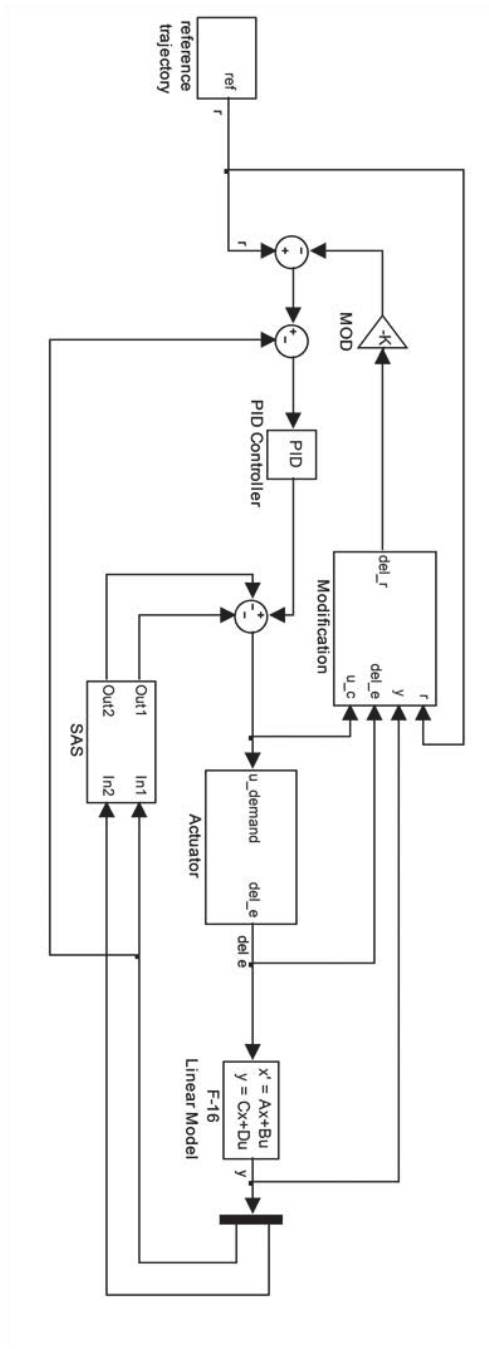 ref
reference
trajectory
r
r
-
+
+
-
-K
MOD
PID
PID Controller
del_r
r
y
del_e
u_c
Modification
+
-
-
Out1
Out2
In1
In2
SAS
u_demand
del_e
Actuator
del e
x' = Ax+Bu
y = Cx+Du
F-16
Linear Model
y